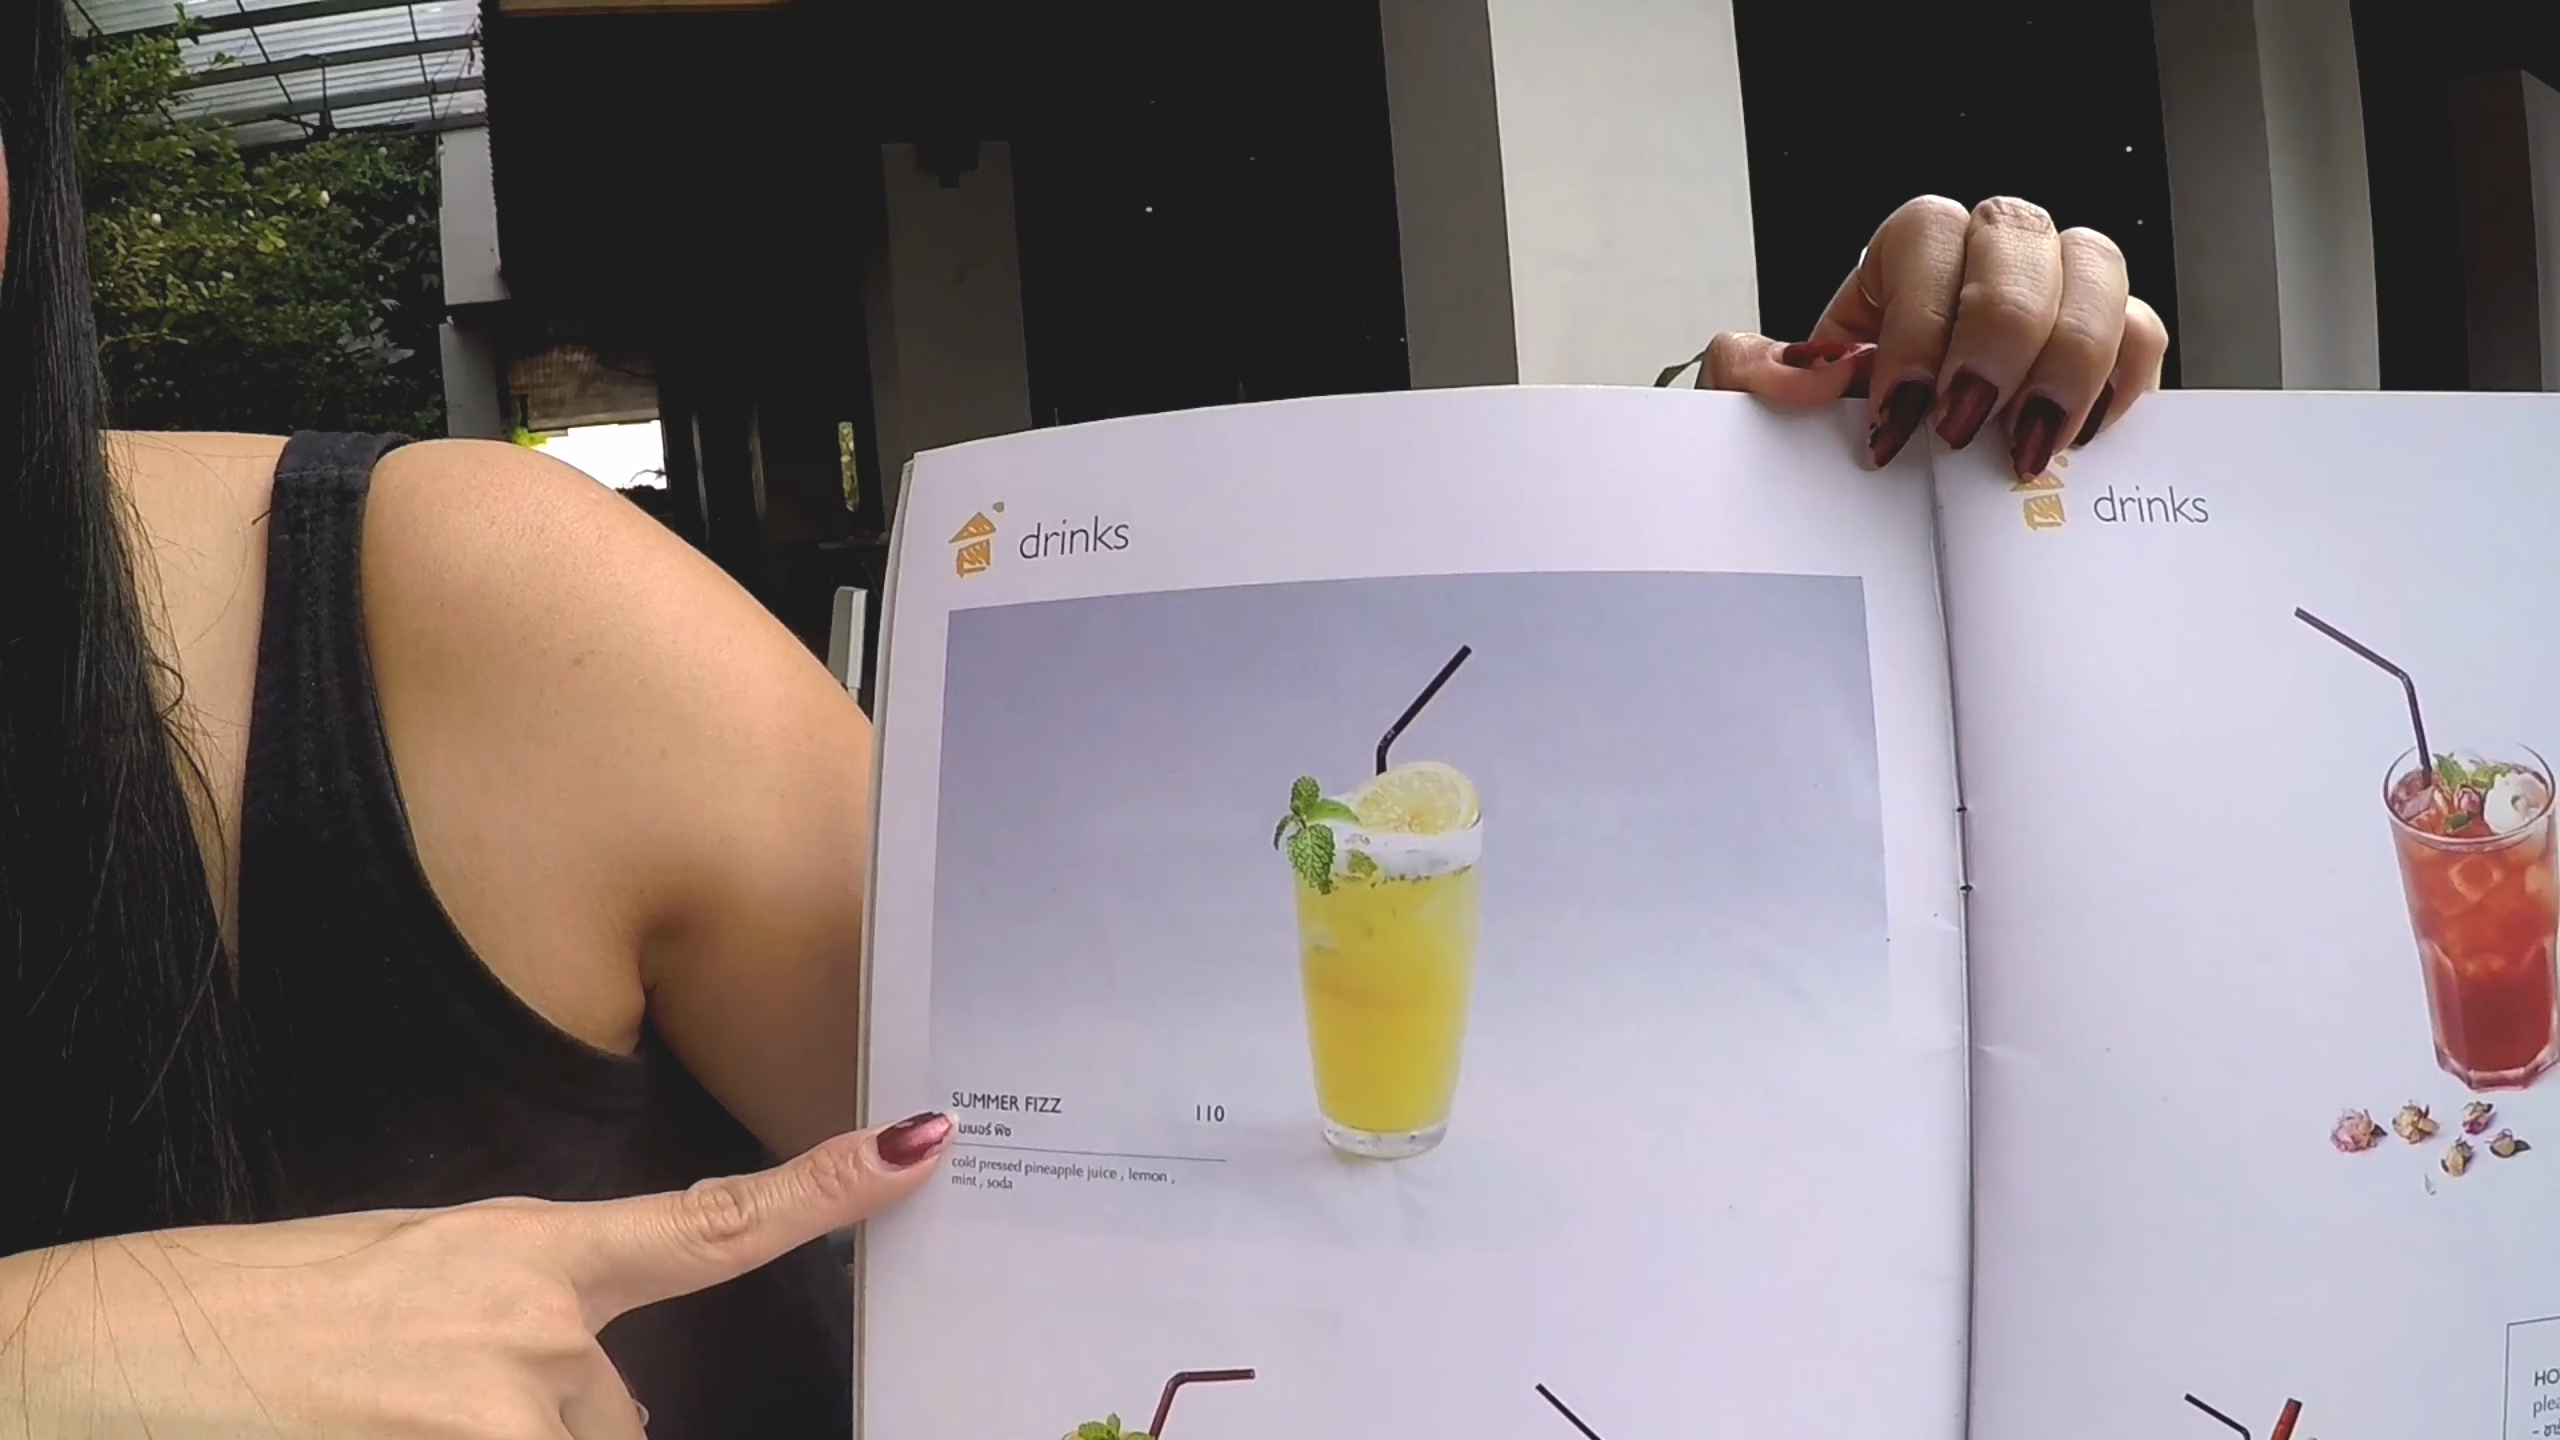 drinks
SUMMER FIZZ 110
cold pressed pineapple juice , lemon ,
mint , soda
drinks
HO
plea